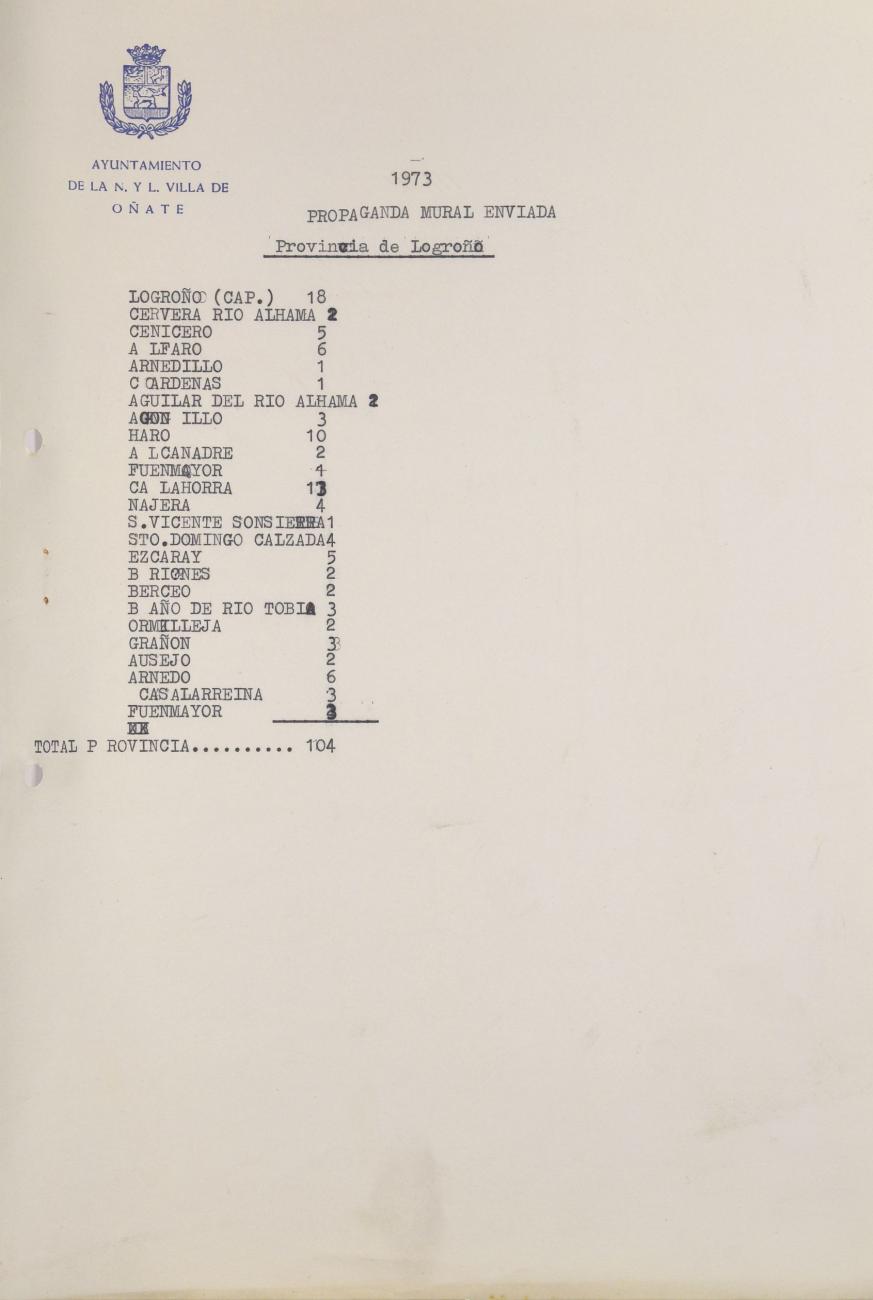 AYUNTAMIENTO
DE LA N. Y L. VILLA DE
OÑATE
1973
PROPAGANDA MURAL ENVIADA
Provincia de Logroño
LOGROÑO (CAP.) 18
CERVERA RIO ALHAMA 2
CENICERO 5
A LFARO 6
ARNEDILLO 1
C ARDENAS 1
AGUILAR DEL RIO ALHAMA 2
AGON ILLO 3
HARO 10
A LCANADRE 2
FUENMAYOR 4
CA LAHORRA 13
NAJERA 4
S.VICENTE SONSIERRA1
STO.DOMINGO CALZADA4
EZCARAY 5
B RIONES 2
BERCEO 2
B AÑO DE RIO TOBIA 3
ORMILLEJA 2
GRAÑON 3
AUSEJO 2
ARNEDO 6
CASALARREINA 3
FUENMAYOR 3
TOTAL P ROVINCIA.......... 104